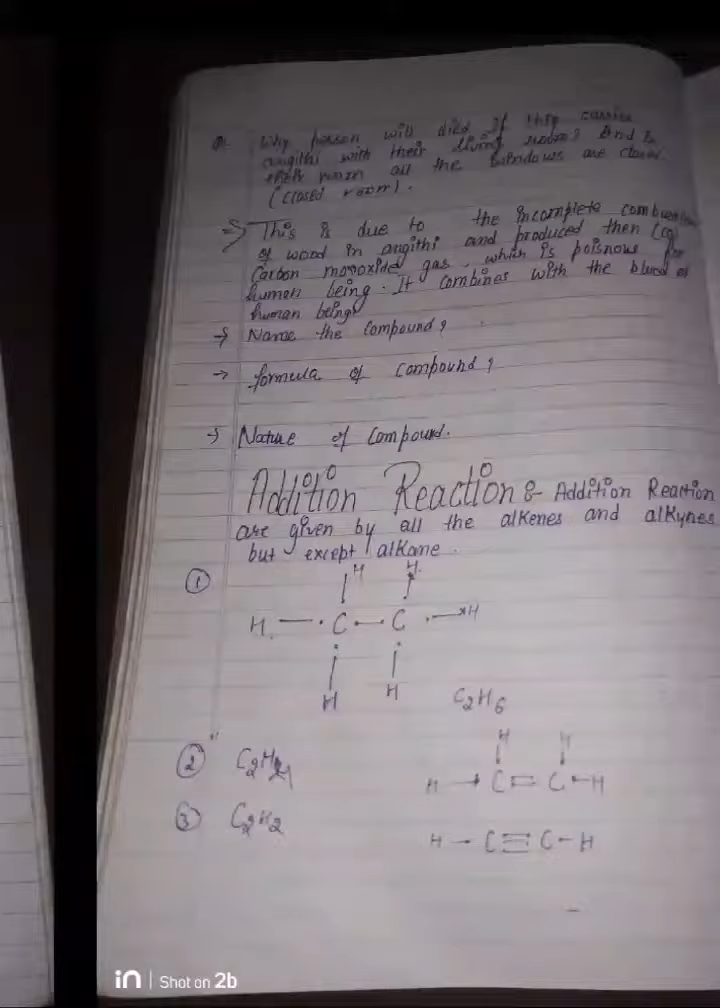 Q. Why person will died if they carries
angithi with their living room? And &
their room all the windows are closed.
(closed room).
⇒ This is due to the incomplete combustion
of wood in angithi and produced then (co)
Carbon monoxide gas. which is poisnous for
human being. It combines with the blood of
human beings
→ Name the compound?
→ formula of compound?
→ Nature of compound.
Addition Reaction :- Addition Reaction
are given by all the alkenes and alkynes
but except alkane.
① H H
H — C — C — H
H H
C2H6
② C2H4
H H
H — C = C — H
③ C2H2
H — C ≡ C — H
in | Shot on 2b